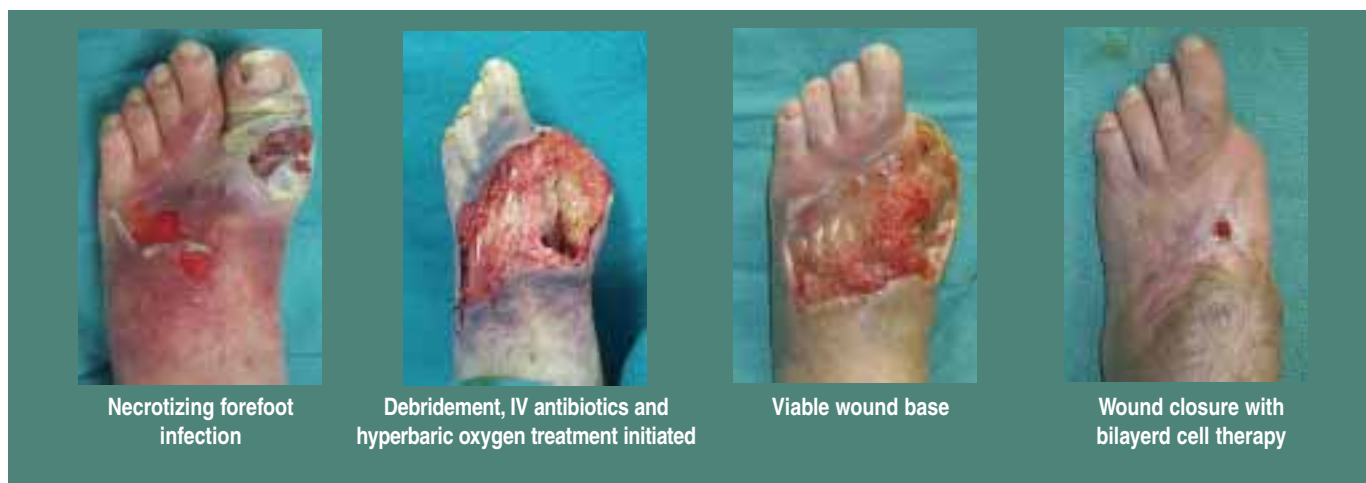 Necrotizing forefoot
infection
Debridement, IV antibiotics and
hyperbaric oxygen treatment initiated
Viable wound base
Wound closure with
bilayerd cell therapy